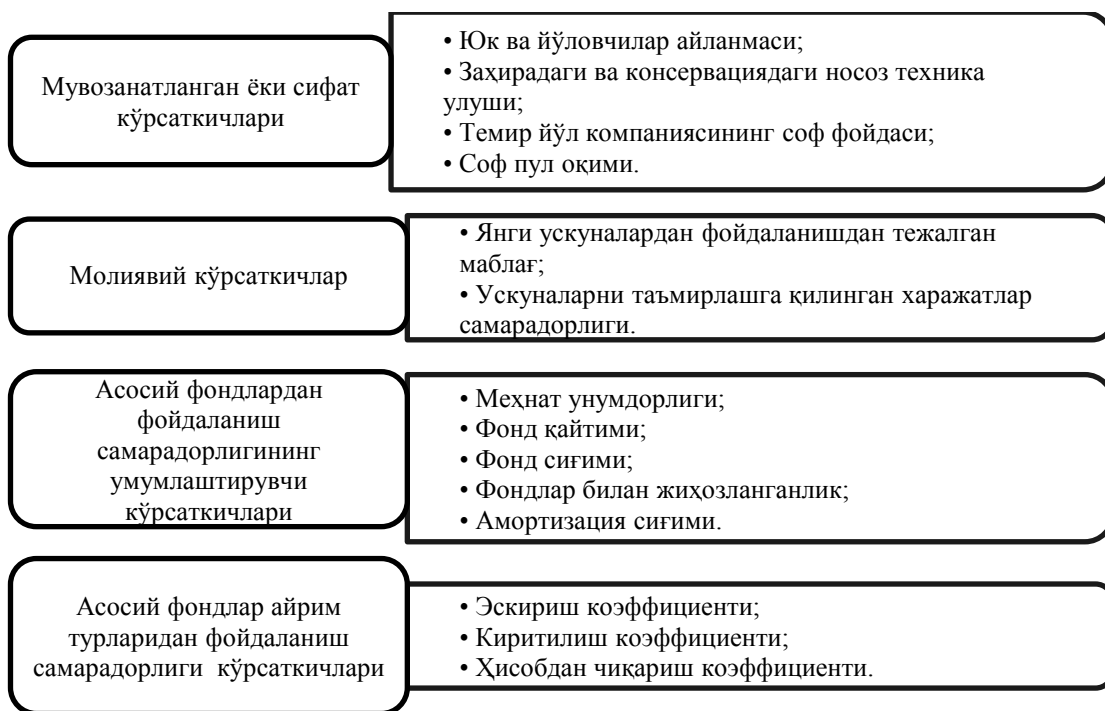 Мувозанатланган ёки сифат
кўрсаткичлари
• Юк ва йўловчилар айланмаси;
• Заҳирадаги ва консервациядаги носоз техника
улуши;
• Темир йўл компаниясининг соф фойдаси;
• Соф пул оқими.
Молиявий кўрсаткичлар
• Янги ускуналардан фойдаланишдан тежалган
маблағ;
• Ускуналарни таъмирлашга қилинган харажатлар
самарадорлиги.
Асосий фондлардан
фойдаланиш
самарадорлигининг
умумлаштирувчи
кўрсаткичлари
• Меҳнат унумдорлиги;
• Фонд қайтими;
• Фонд сиғими;
• Фондлар билан жиҳозланганлик;
• Амортизация сиғими.
Асосий фондлар айрим
турларидан фойдаланиш
самарадорлиги кўрсаткичлари
• Эскириш коэффициенти;
• Киритилиш коэффициенти;
• Ҳисобдан чиқариш коэффициенти.